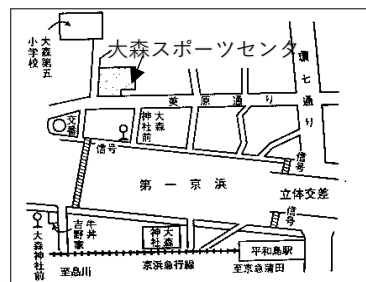 大森第五
小学校
大森スポーツセンタ
環七通り
美原通り
交番
大森
神社前
信号
信号
第一京浜
立体交差
信号
大森神社前
牛丼
吉野家
大森
神社
平和島駅
至品川
京浜急行線
至京急蒲田